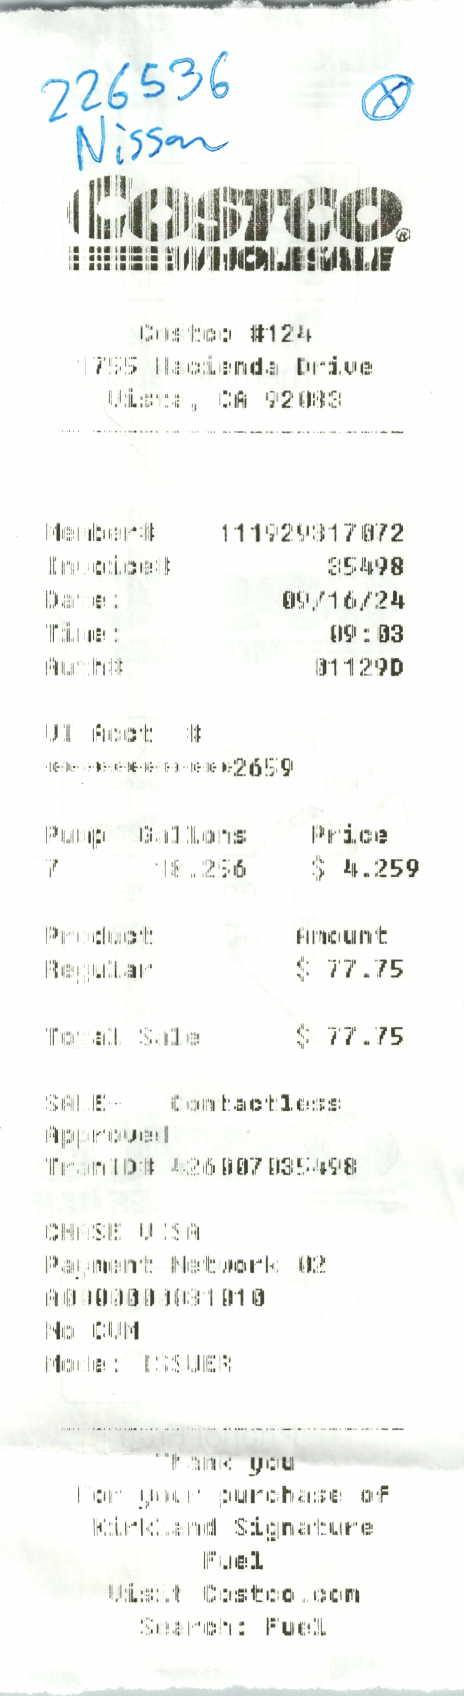 226536
Nissan
COSTCO
WHOLESALE
Costco #124
1755 Hacienda Drive
Vista, CA 92083
Member# 111929317072
Invoice# 35498
Date: 09/16/24
Time: 09:03
Auth# 01129D
VI Acct #
************2659
Pump Gallons Price
7 18.256 $ 4.259
Product Amount
Regular $ 77.75
Total Sale $ 77.75
SALE- Contactless
Approved
TranID# 426007035498
CHASE VISA
Payment Network 02
A0000000031010
No CVM
Mode: ISSUER
Thank you
For your purchase of
Kirkland Signature
Fuel
Visit Costco.com
Search: Fuel